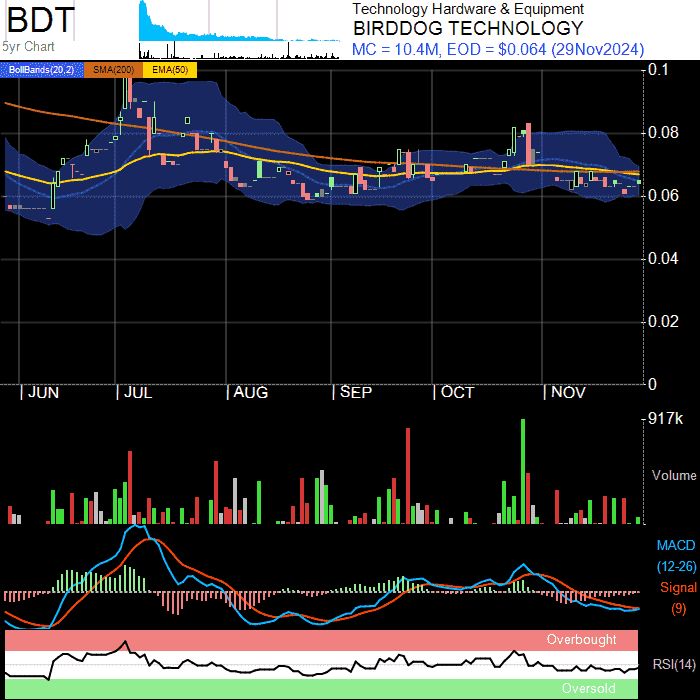 BDT
5yr Chart
Technology Hardware & Equipment
BIRDDOG TECHNOLOGY
MC = 10.4M, EOD = $0.064 (29Nov2024)
BollBands(20,2) SMA(200) EMA(50)
0.1
0.08
0.06
0.04
0.02
0
JUN JUL AUG SEP OCT NOV
917k
Volume
MACD
(12-26)
Signal
(9)
Overbought
RSI(14)
Oversold